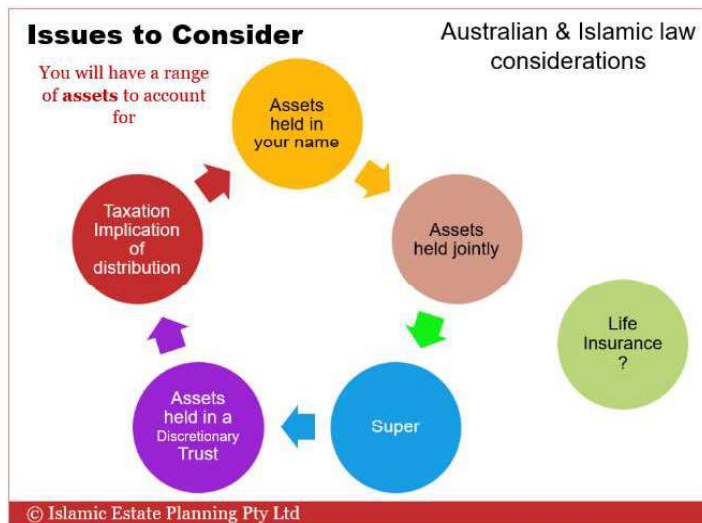 Issues to Consider
Australian & Islamic law
considerations
You will have a range
of assets to account
for
Assets
held in
your name
Assets
held jointly
Super
Assets
held in a
Discretionary
Trust
Taxation
Implication
of
distribution
Life
Insurance
?
© Islamic Estate Planning Pty Ltd